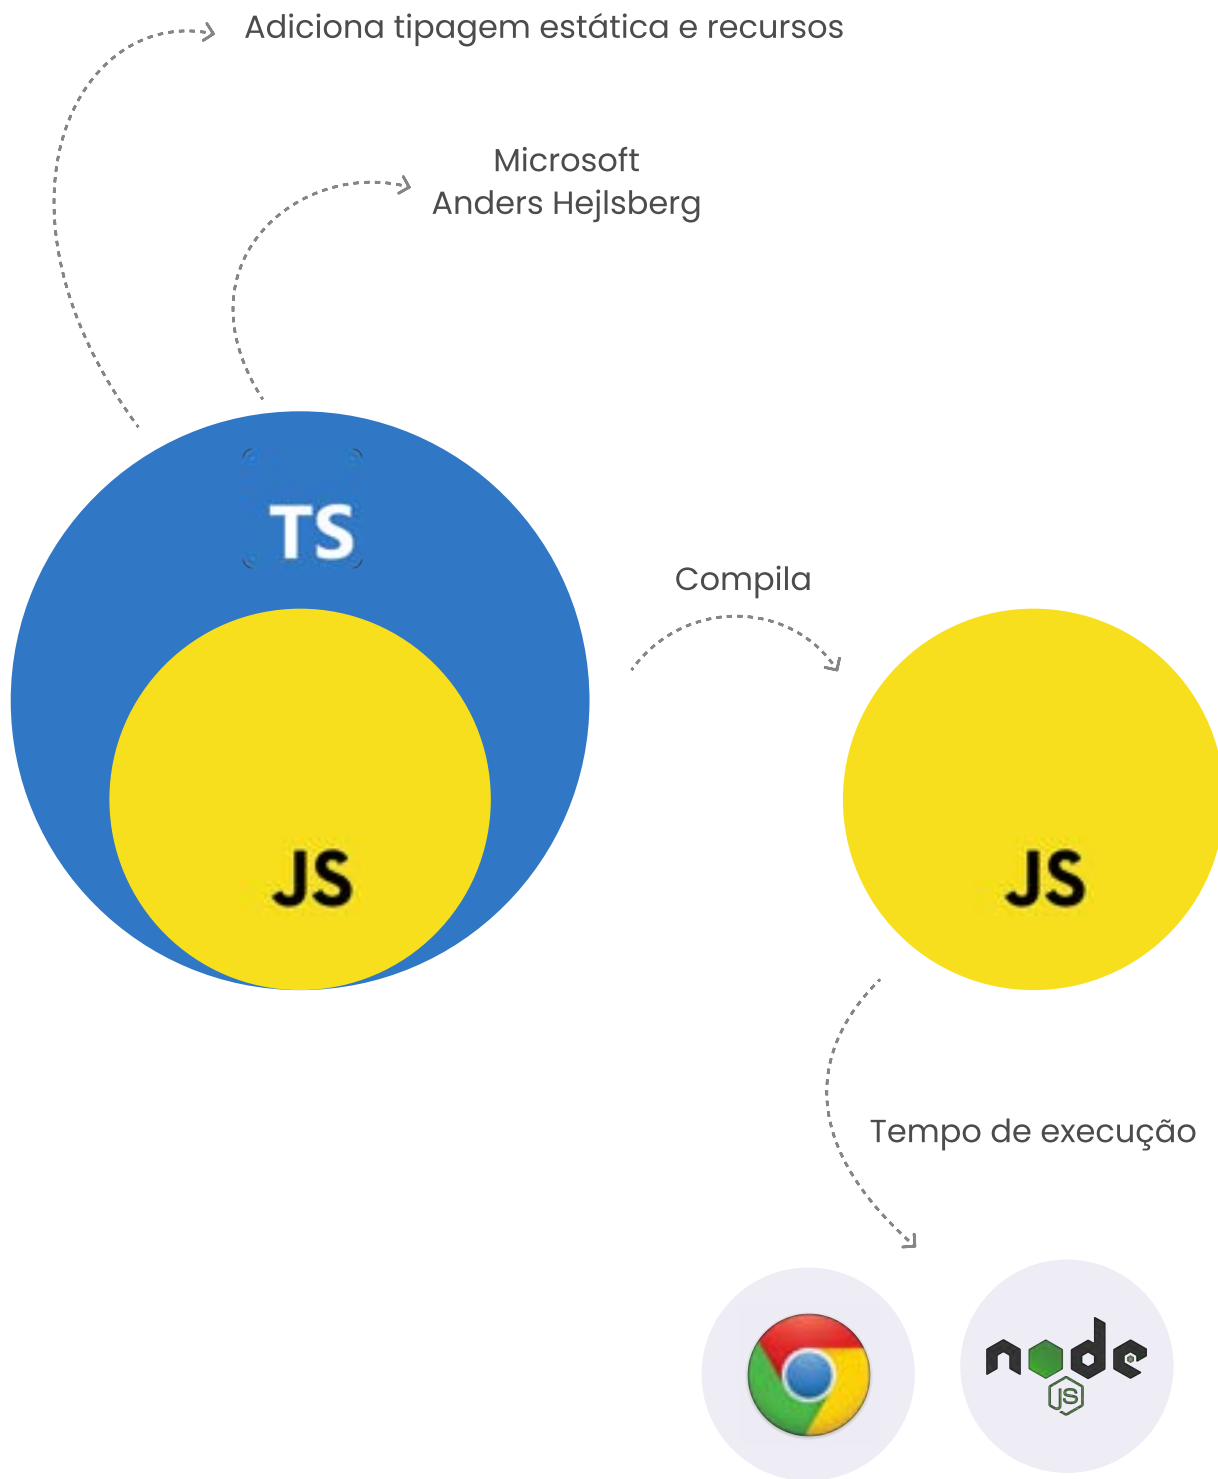 Adiciona tipagem estática e recursos
Microsoft
Anders Hejlsberg
TS
Compila
JS
JS
Tempo de execução
node
JS